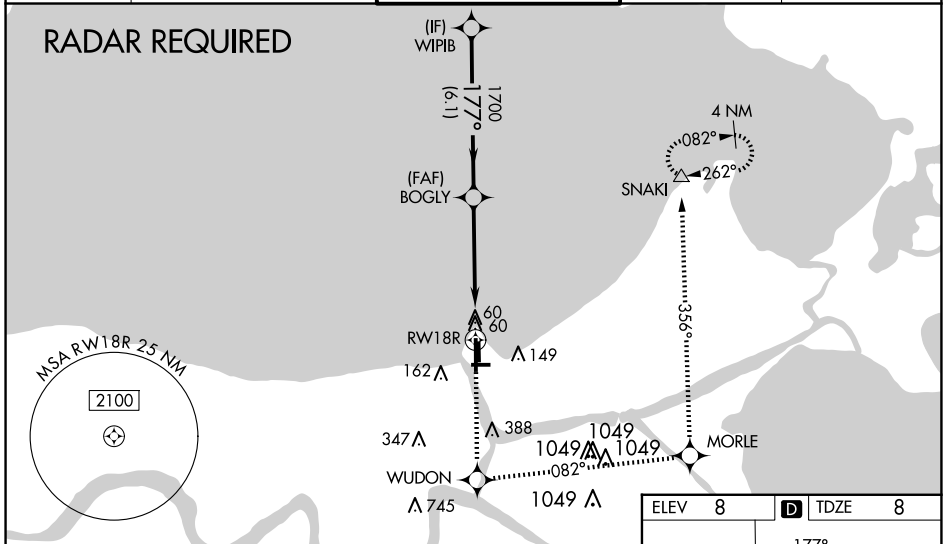 RADAR REQUIRED
(IF)
WIPIB
1700
177°
(6.1)
4 NM
082°
262°
SNAKI
(FAF)
BOGLY
356°
60
60
RW18R
149
162
MSA RW18R 25 NM
2100
388
347
1049
1049
1049
MORLE
082°
WUDON
745
1049
ELEV 8 D TDZE 8
177°